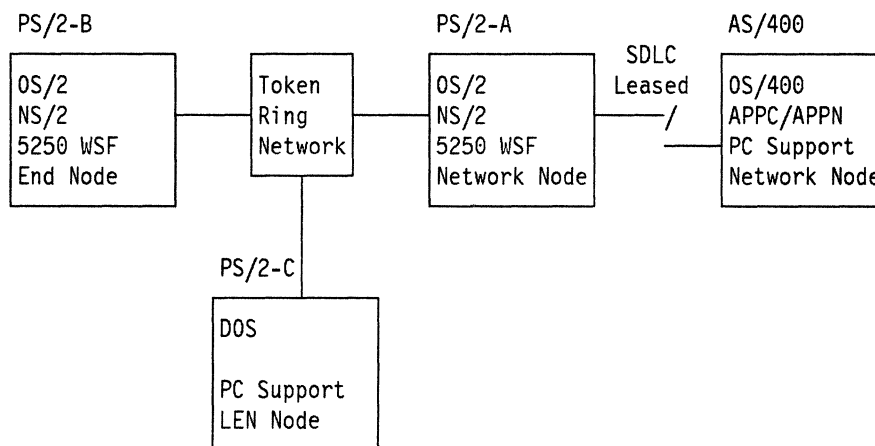 PS/2-B
OS/2
NS/2
5250 WSF
End Node
Token
Ring
Network
PS/2-A
OS/2
NS/2
5250 WSF
Network Node
SDLC
Leased
AS/400
OS/400
APPC/APPN
PC Support
Network Node
PS/2-C
DOS
PC Support
LEN Node